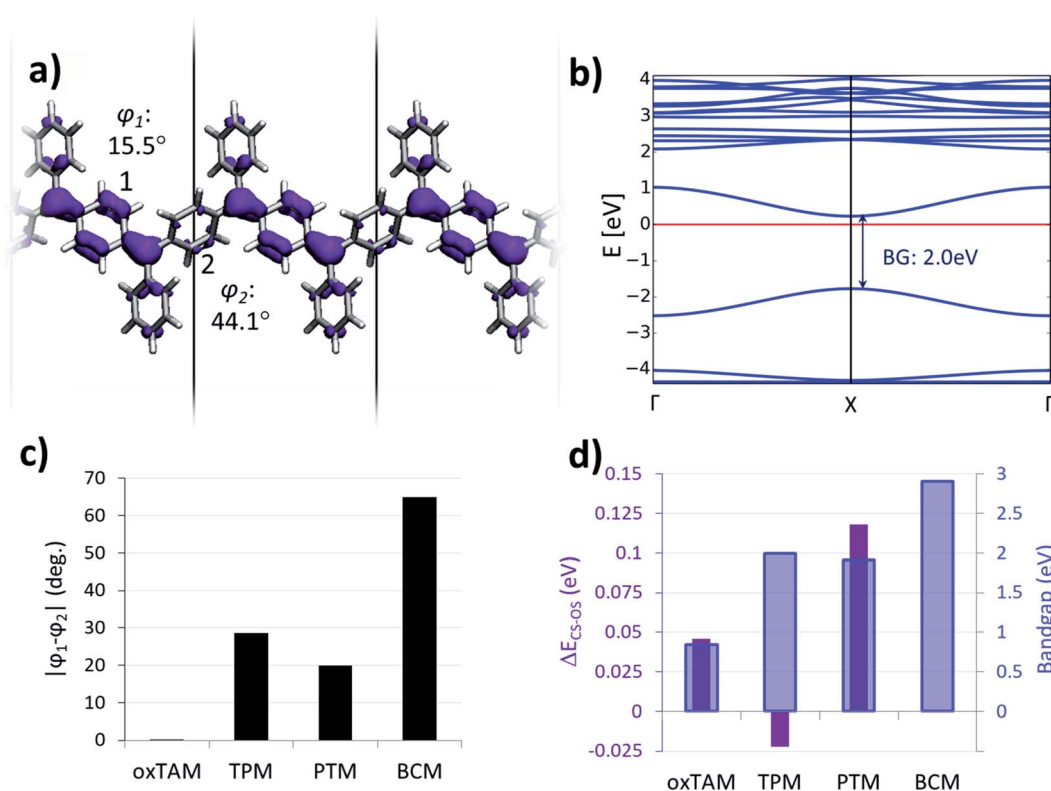 a)
φ1:
15.5°
1
2
φ2:
44.1°
b)
E [eV]
4
3
2
1
0
−1
−2
−3
−4
BG: 2.0eV
Γ
X
Γ
c)
|φ1-φ2| (deg.)
70
60
50
40
30
20
10
0
oxTAM TPM PTM BCM
d)
ΔECS-OS (eV)
0.15
0.125
0.1
0.075
0.05
0.025
0
-0.025
3
2.5
2
1.5
1
0.5
0
Bandgap (eV)
oxTAM TPM PTM BCM